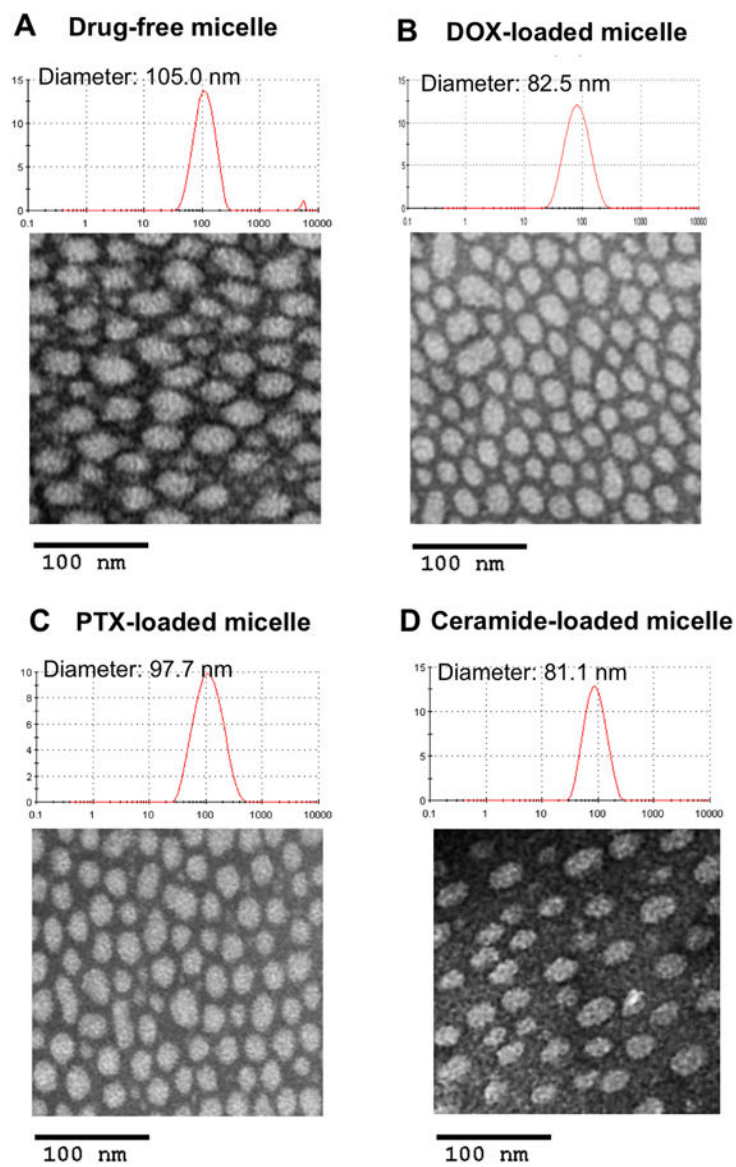 A Drug-free micelle
Diameter: 105.0 nm
15
10
5
0
0.1 1 10 100 1000 10000
100 nm
B DOX-loaded micelle
Diameter: 82.5 nm
15
10
5
0
0.1 1 10 100 1000 10000
100 nm
C PTX-loaded micelle
Diameter: 97.7 nm
10
8
6
4
2
0
0.1 1 10 100 1000 10000
100 nm
D Ceramide-loaded micelle
Diameter: 81.1 nm
15
10
5
0
0.1 1 10 100 1000 10000
100 nm